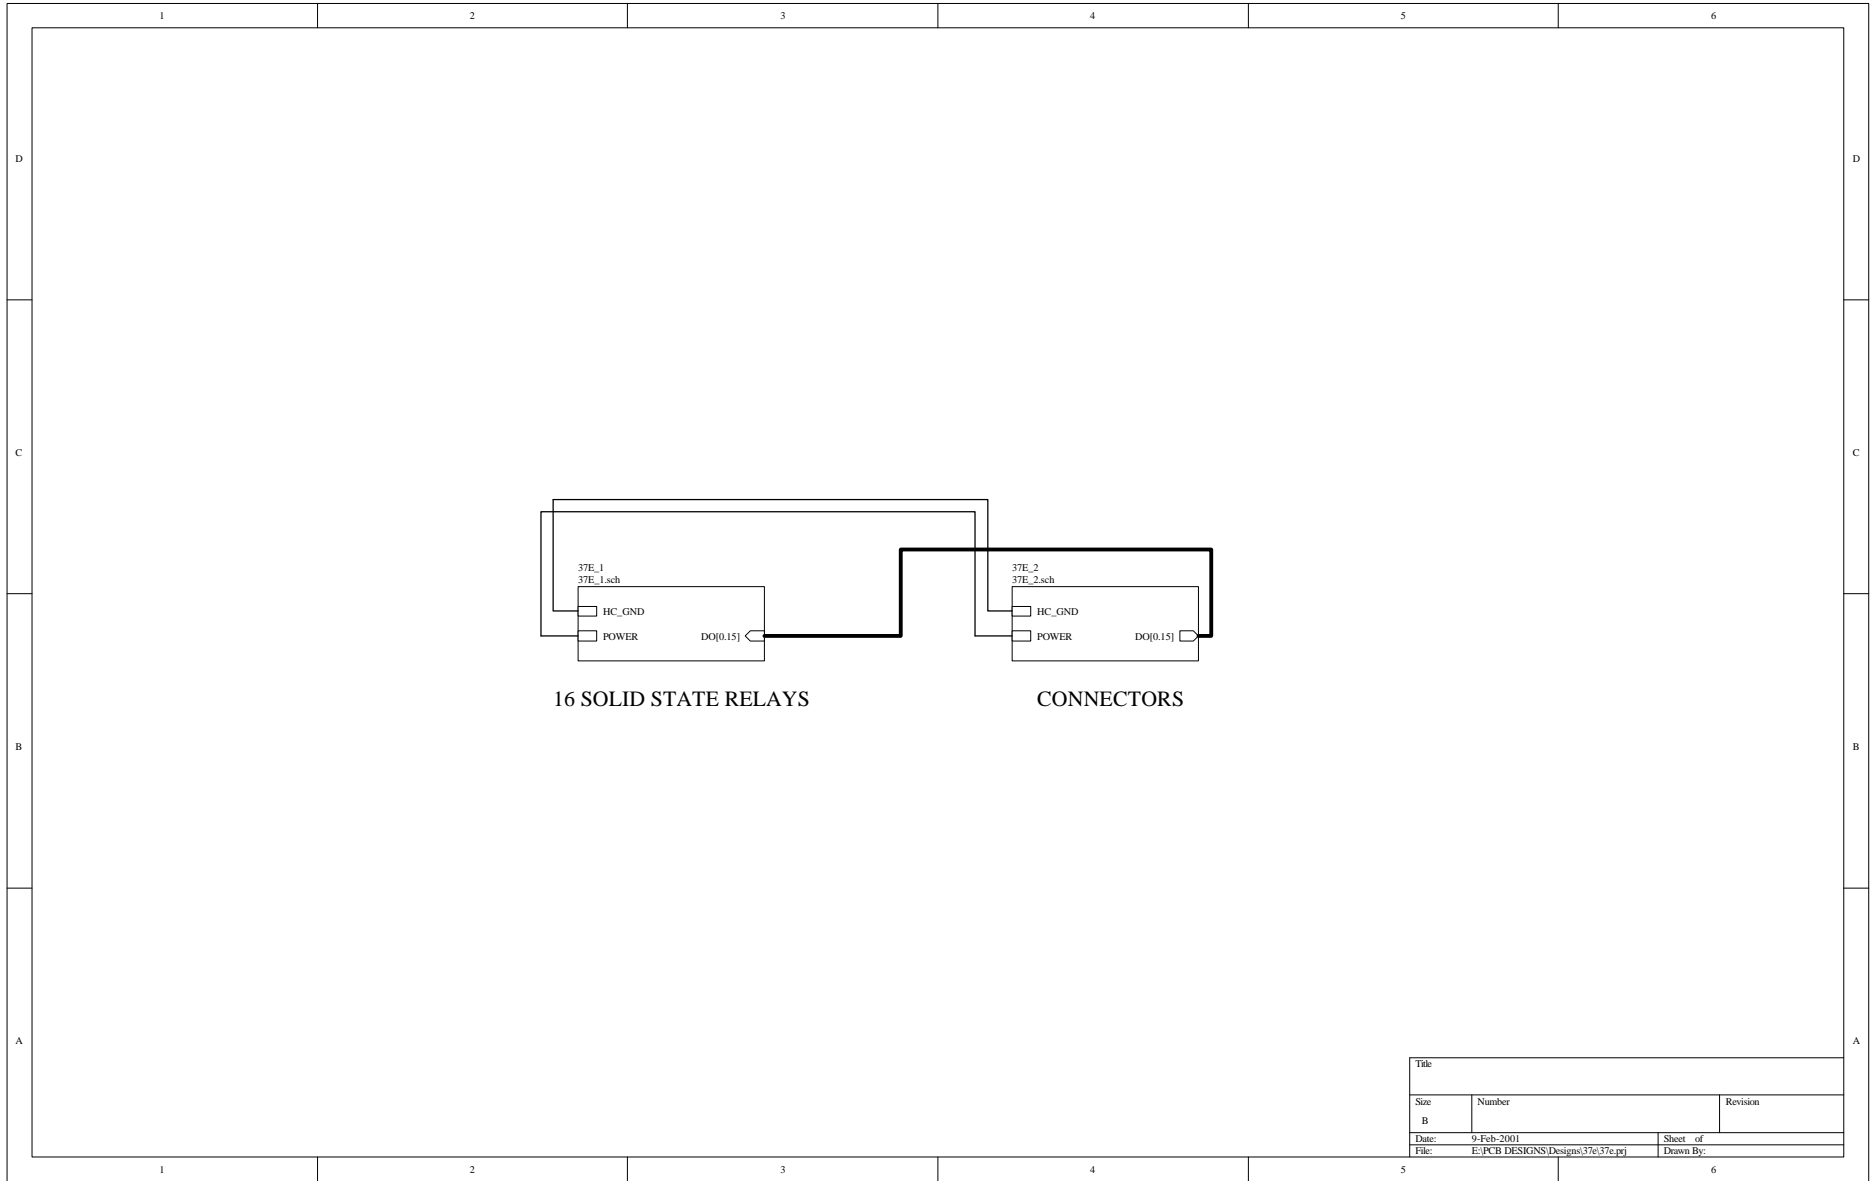 1 2 3 4 5 6
D D
C C
37E_1 37E_2
37E_1.sch 37E_2.sch
HC_GND HC_GND
POWER DO[0.15] POWER DO[0.15]
16 SOLID STATE RELAYS CONNECTORS
B B
A A
Title
Size Number Revision
B
Date: 9-Feb-2001 Sheet of
File: E:\PCB DESIGNS\Designs\37e\37e.prj Drawn By:
1 2 3 4 5 6